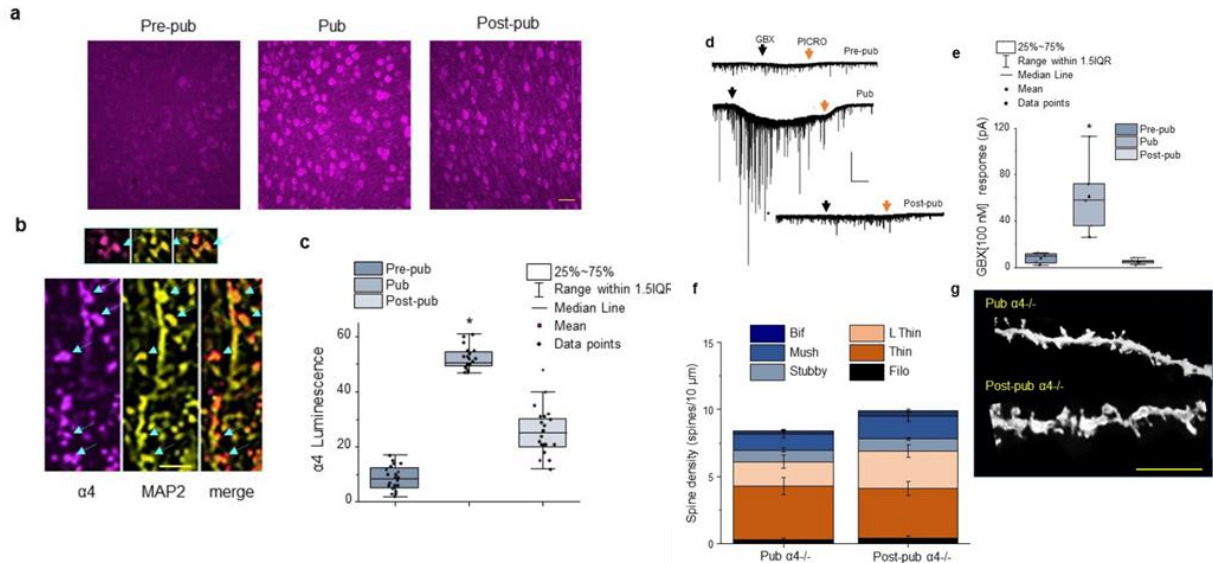 a
Pre-pub Pub Post-pub
b
α4 MAP2 merge
c
Pre-pub
Pub
Post-pub
25%~75%
Range within 1.5IQR
Median Line
Mean
Data points
α4 Luminescence
60
40
20
0
*
d
GBX PICRO
Pre-pub
Pub
Post-pub
e
25%~75%
Range within 1.5IQR
Median Line
Mean
Data points
GBX[100 nM] response (pA)
120
80
40
0
*
Pre-pub
Pub
Post-pub
f
Bif L Thin
Mush Thin
Stubby Filo
Spine density (spines/10 µm)
15
10
5
0
Pub α4-/- Post-pub α4-/-
g
Pub α4-/-
Post-pub α4-/-